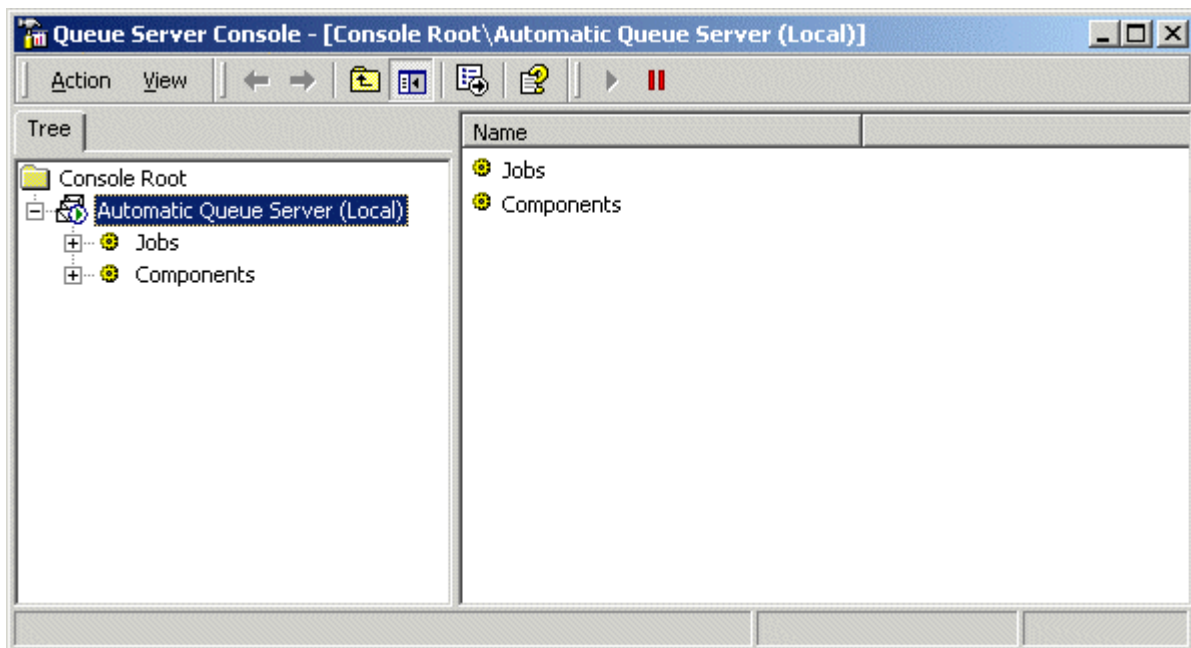 Queue Server Console - [Console Root\Automatic Queue Server (Local)]
Action View
Tree
Console Root
Automatic Queue Server (Local)
Jobs
Components
Name
Jobs
Components